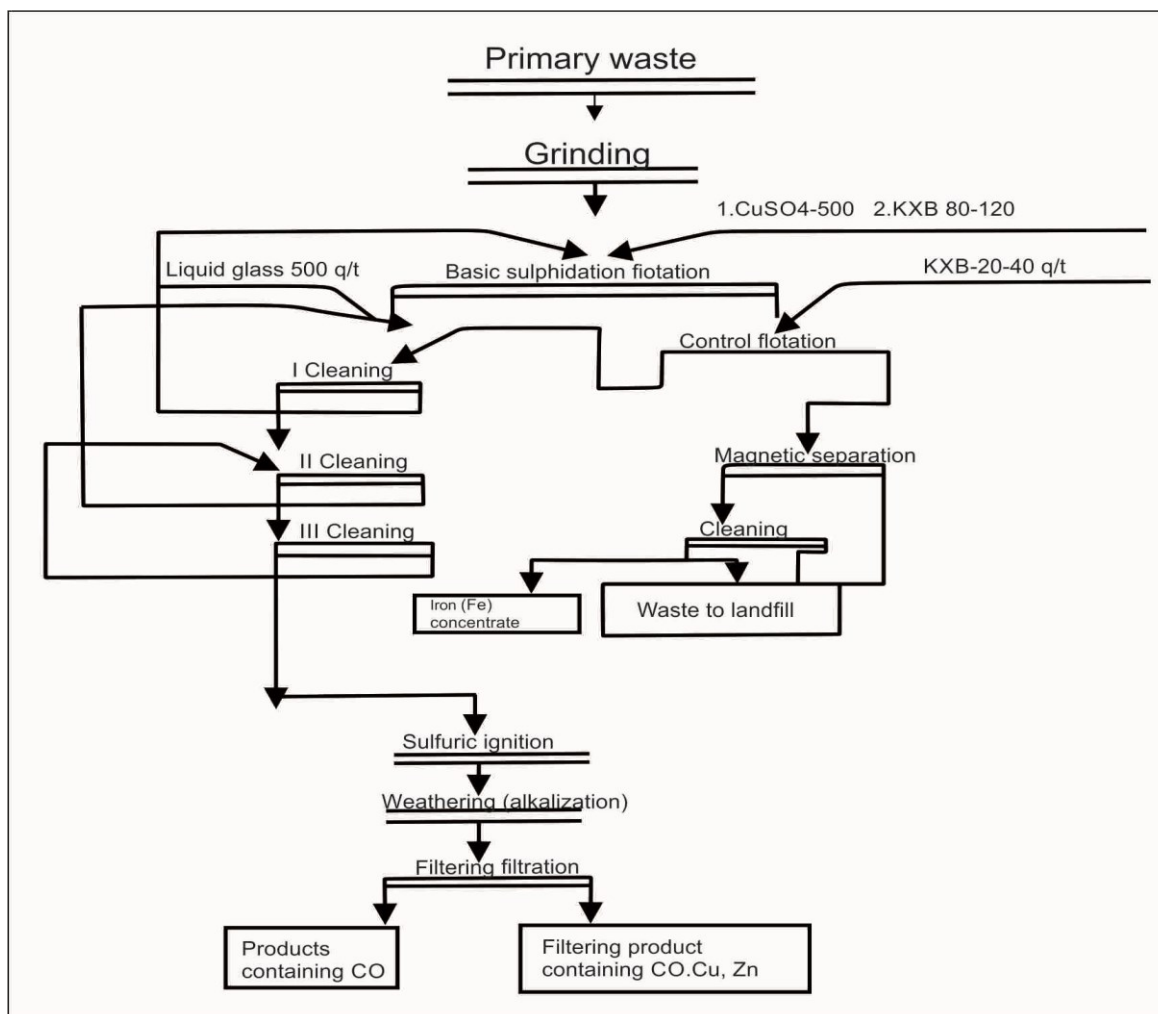 Primary waste
Grinding
1.CuSO4-500 2.KXB 80-120
Liquid glass 500 q/t
Basic sulphidation fiotation
KXB-20-40 q/t
Control flotation
I Cleaning
Magnetic separation
II Cleaning
III Cleaning
Cleaning
Iron (Fe)
concentrate
Waste to landfill
Sulfuric ignition
Weathering (alkalization)
Filtering filtration
Products
containing CO
Filtering product
containing CO.Cu, Zn